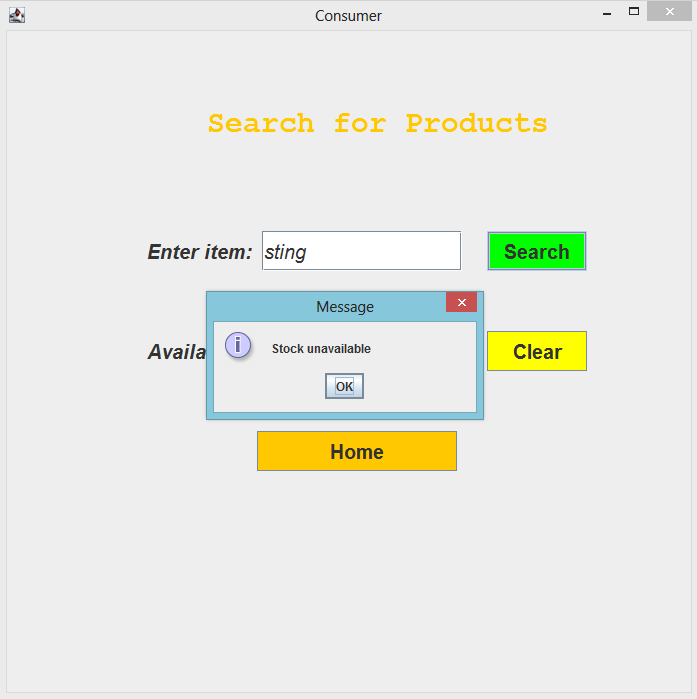 Consumer
Search for Products
Enter item: sting Search
Message
Stock unavailable
OK
Availa
Clear
Home